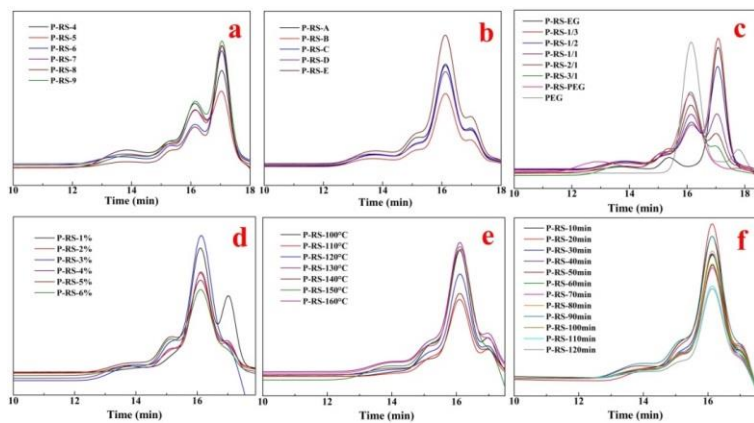 a
P-RS-4
P-RS-5
P-RS-6
P-RS-7
P-RS-8
P-RS-9
10 12 14 16 18
Time (min)
b
P-RS-A
P-RS-B
P-RS-C
P-RS-D
P-RS-E
10 12 14 16 18
Time (min)
c
P-RS-EG
P-RS-1/3
P-RS-1/2
P-RS-1/1
P-RS-2/1
P-RS-3/1
P-RS-PEG
PEG
10 12 14 16 18
Time (min)
d
P-RS-1%
P-RS-2%
P-RS-3%
P-RS-4%
P-RS-5%
P-RS-6%
10 12 14 16
Time (min)
e
P-RS-100°C
P-RS-110°C
P-RS-120°C
P-RS-130°C
P-RS-140°C
P-RS-150°C
P-RS-160°C
10 12 14 16
Time (min)
f
P-RS-10min
P-RS-20min
P-RS-30min
P-RS-40min
P-RS-50min
P-RS-60min
P-RS-70min
P-RS-80min
P-RS-90min
P-RS-100min
P-RS-110min
P-RS-120min
10 12 14 16
Time (min)